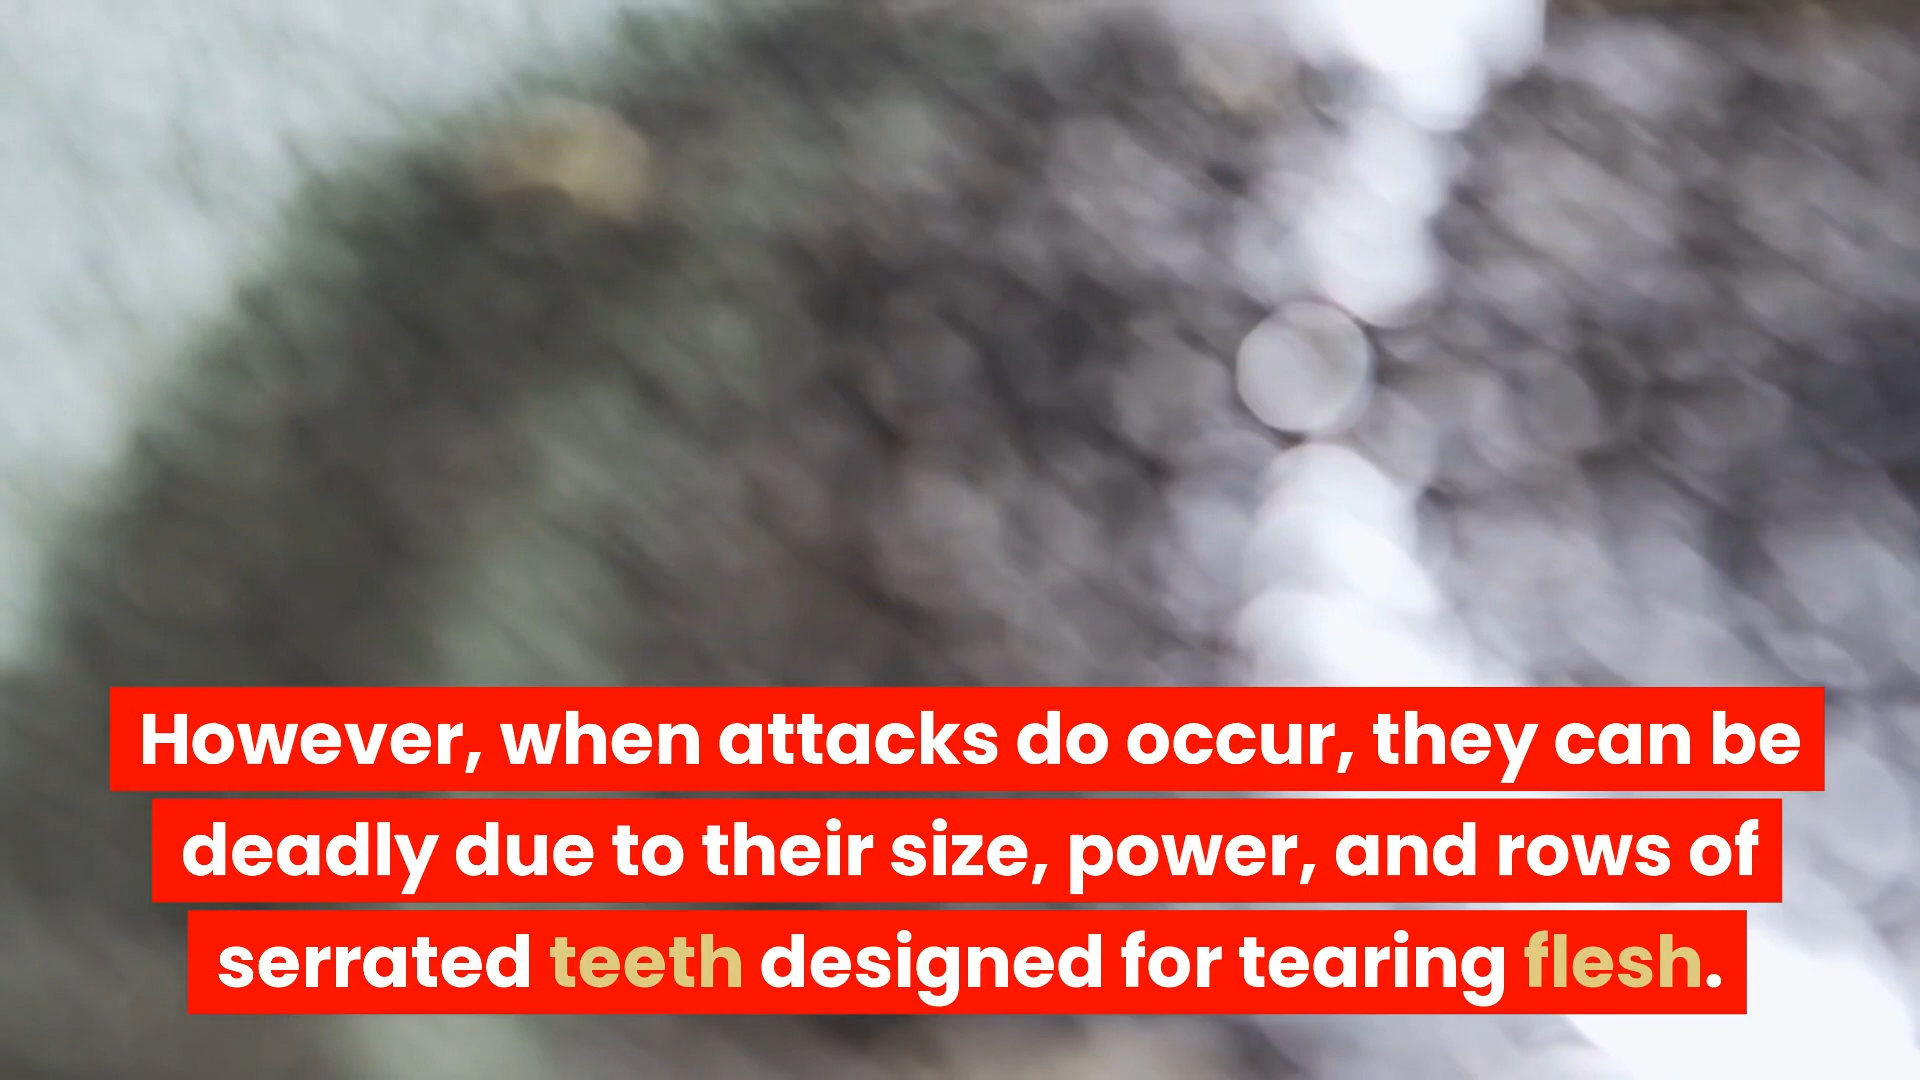 However, when attacks do occur, they can be
deadly due to their size, power, and rows of
serrated teeth designed for tearing flesh.